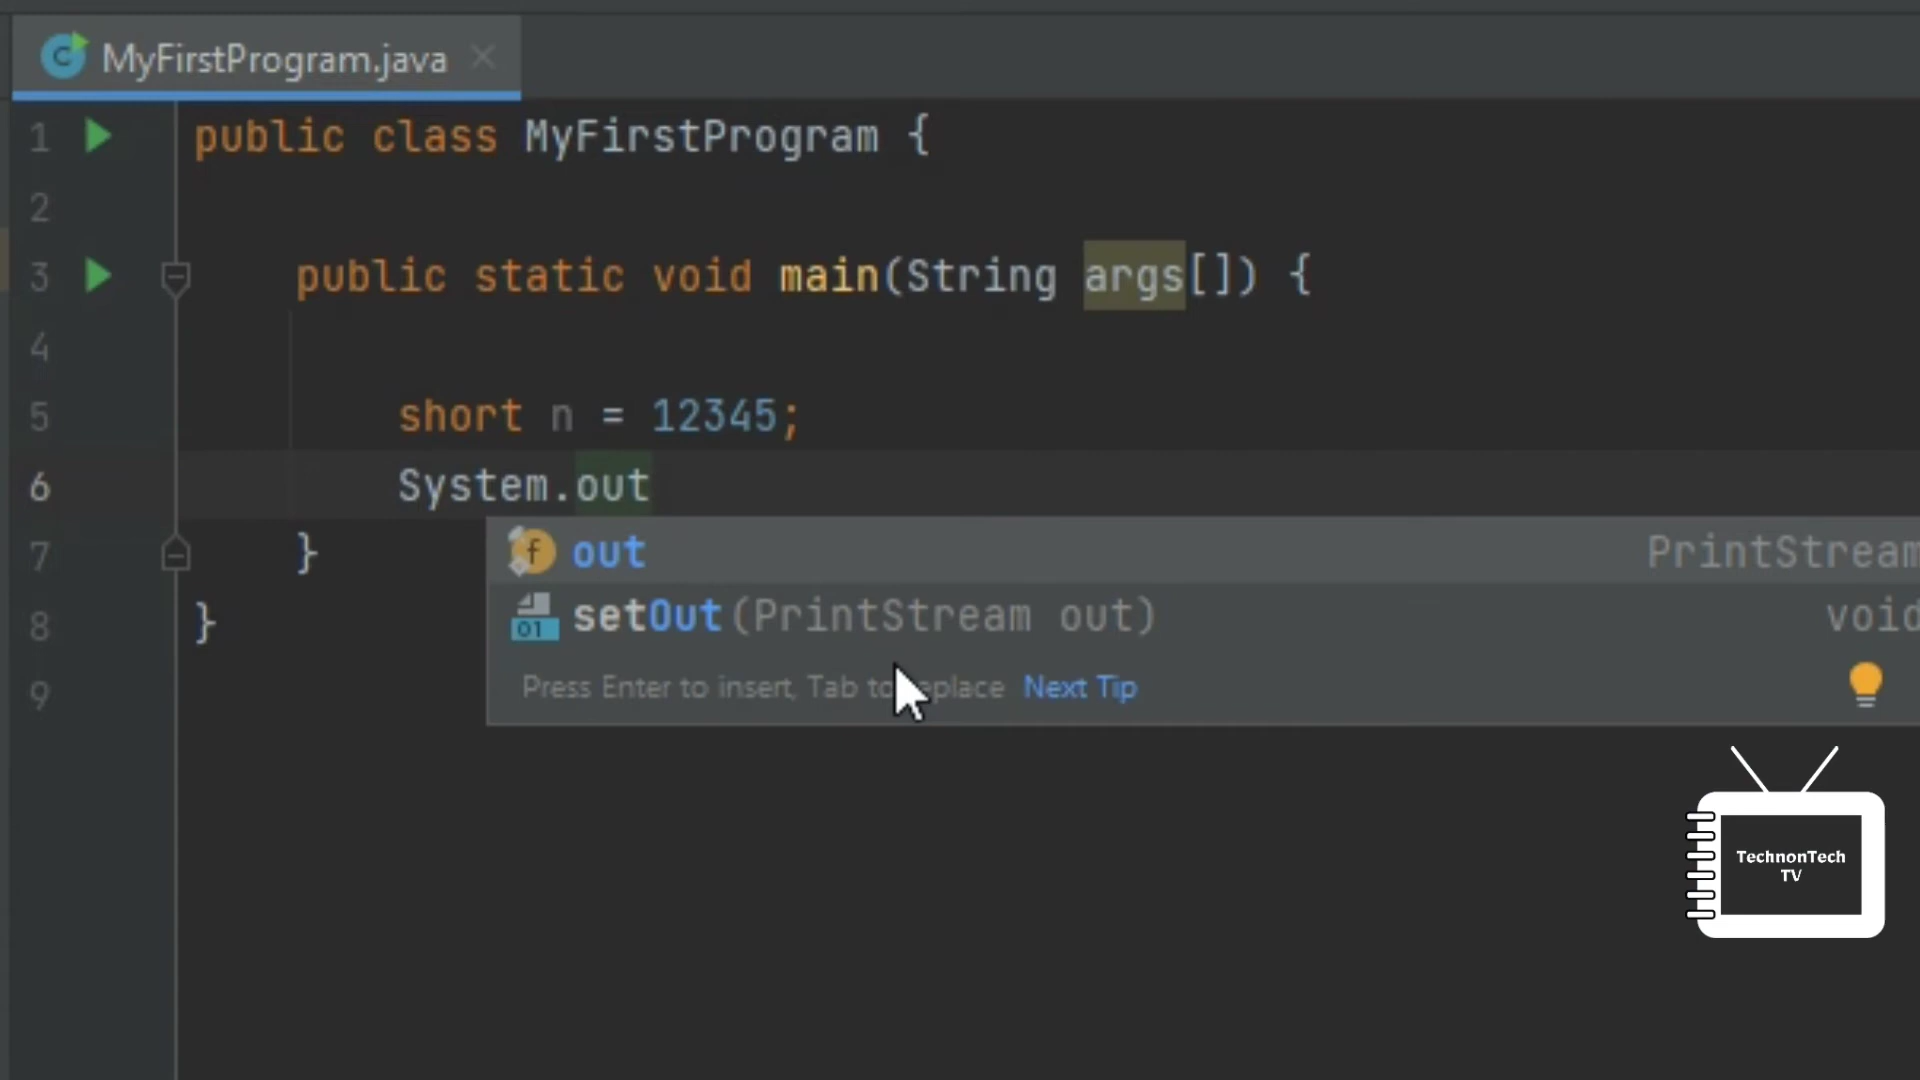 MyFirstProgram.java
1 public class MyFirstProgram {
2
3 public static void main(String args[]) {
4
5 short n = 12345;
6 System.out
7 }
out PrintStream
8 }
setOut(PrintStream out) void
9
Press Enter to insert, Tab to replace Next Tip
TechnonTech
TV